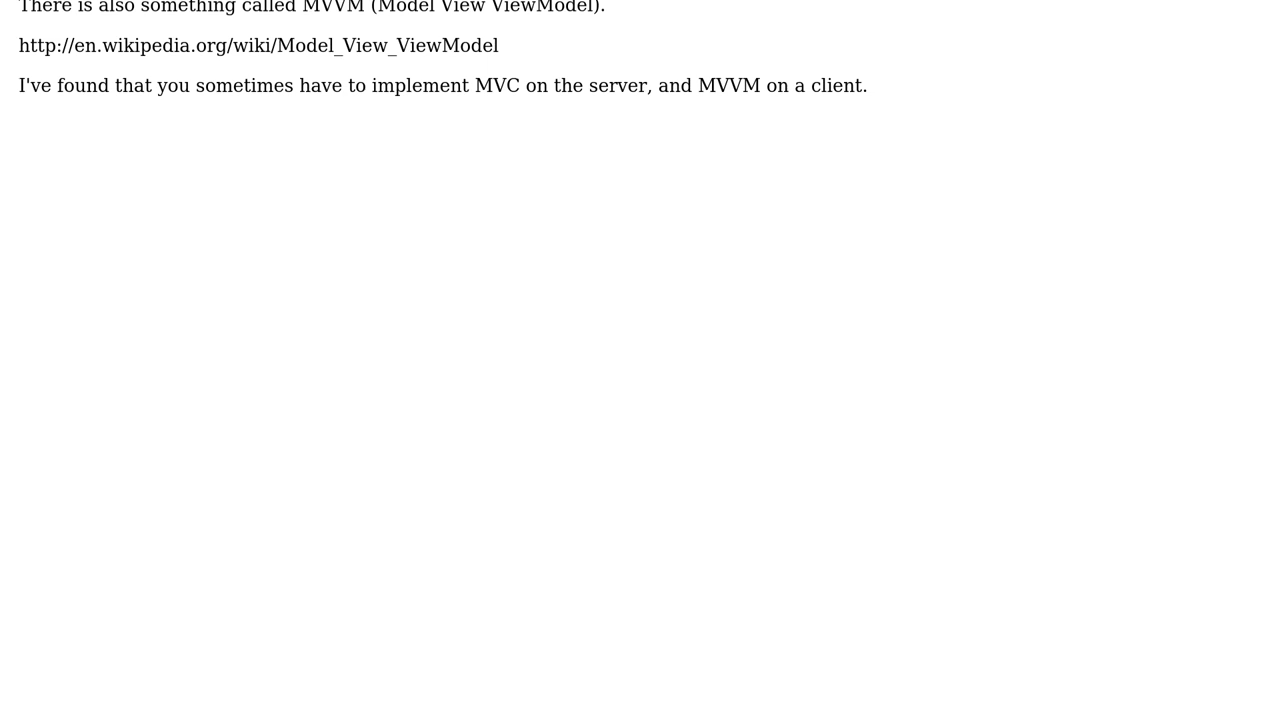 There is also something called MVVM (Model View ViewModel).
http://en.wikipedia.org/wiki/Model_View_ViewModel
I've found that you sometimes have to implement MVC on the server, and MVVM on a client.